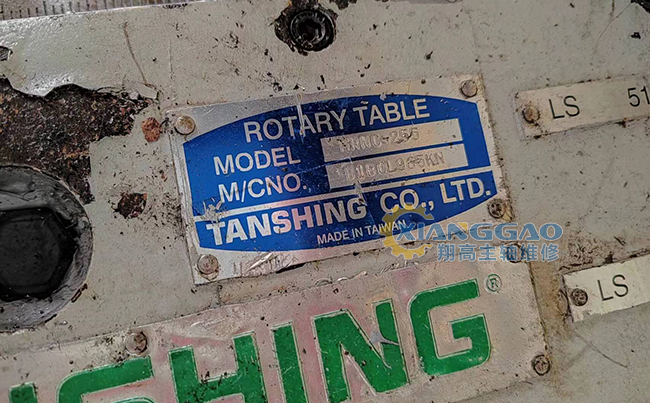 ROTARY TABLE
MODEL
M/CNO.
TANSHING CO., LTD.
MADE IN TAIWAN
LS 51
XIANGGAO
翔高主轴维修
LS
SHING®